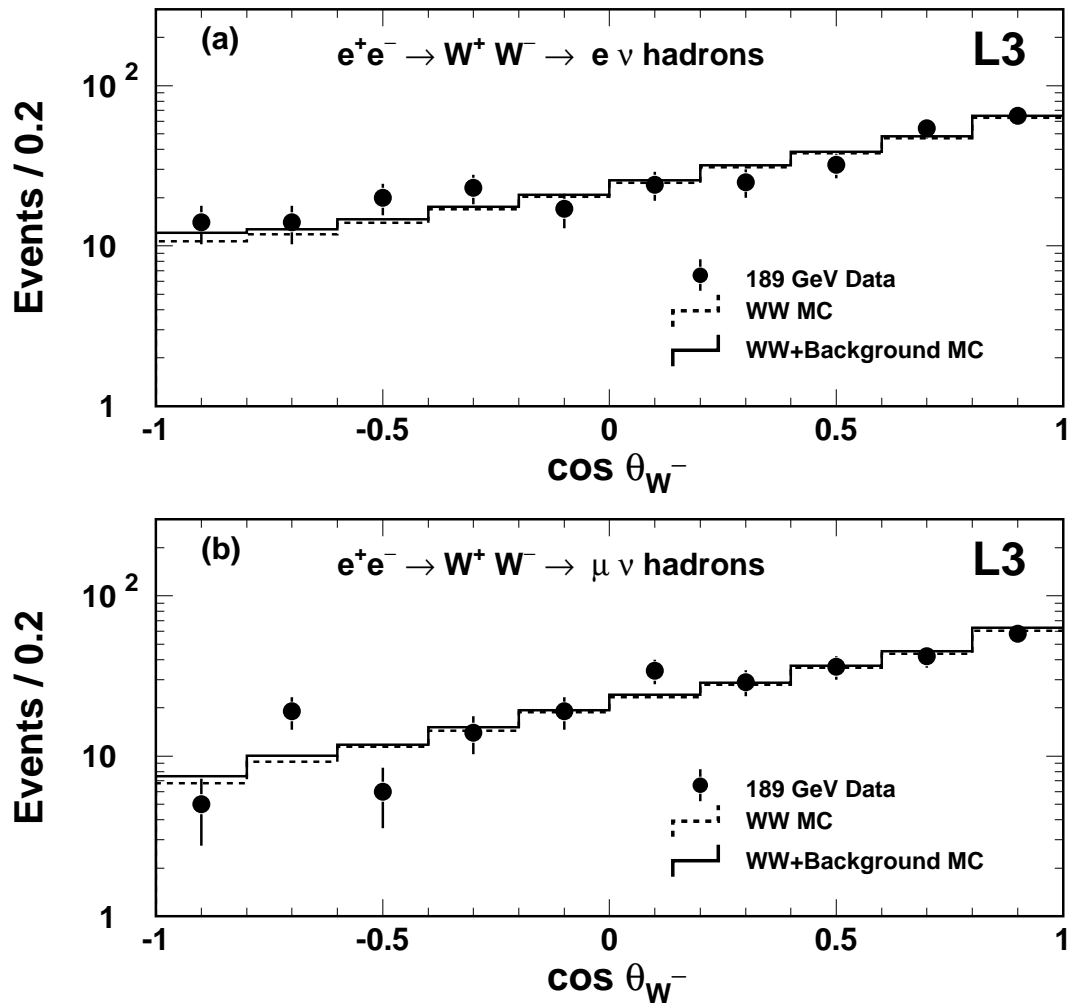 (a)
e⁺e⁻ → W⁺ W⁻ → e ν hadrons
L3
Events / 0.2
10²
10
1
189 GeV Data
WW MC
WW+Background MC
-1 -0.5 0 0.5 1
cos θ_W⁻
(b)
e⁺e⁻ → W⁺ W⁻ → μ ν hadrons
L3
Events / 0.2
10²
10
1
189 GeV Data
WW MC
WW+Background MC
-1 -0.5 0 0.5 1
cos θ_W⁻